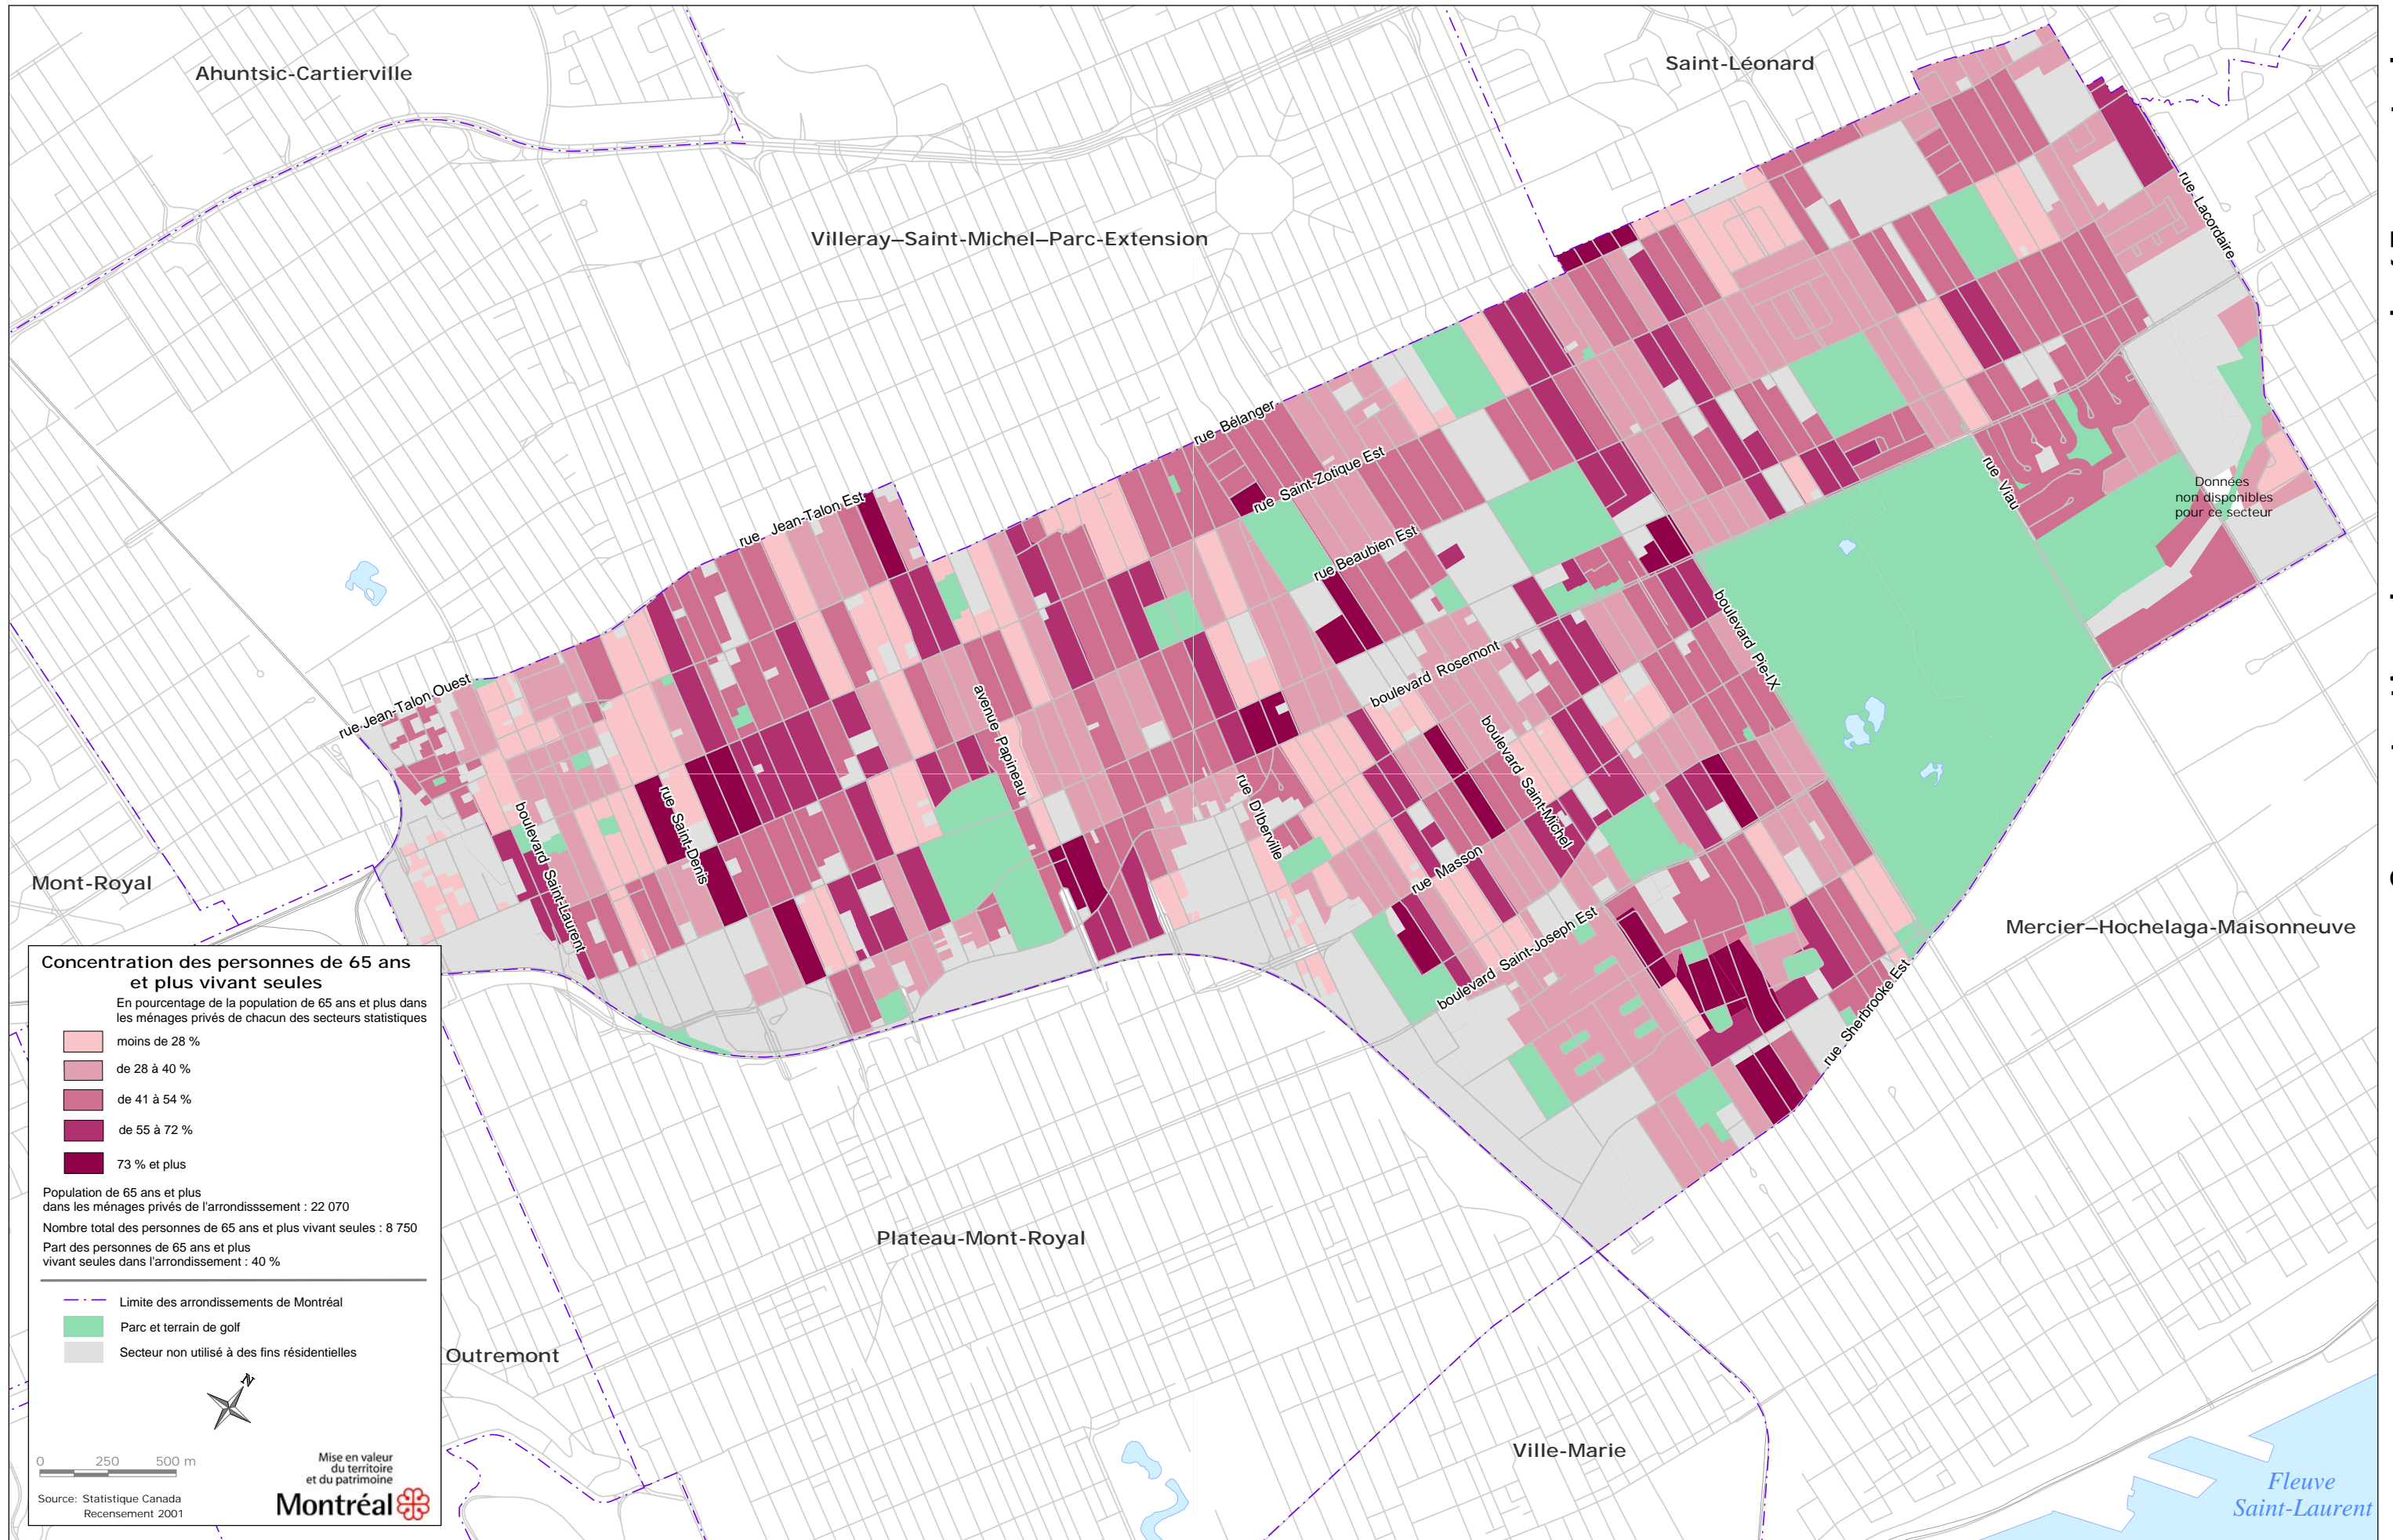 Ahuntsic-Cartierville
Saint-Léonard
Villeray–Saint-Michel–Parc-Extension
rue Lacordaire
rue Bélanger
rue Saint-Zotique Est
rue Jean-Talon Est
rue Beaubien Est
rue Viau
Données
non disponibles
pour ce secteur
boulevard Pie-IX
boulevard Rosemont
rue Jean-Talon Ouest
avenue Papineau
boulevard Saint-Michel
rue D'Iberville
rue Saint-Denis
boulevard Saint-Laurent
rue Masson
boulevard Saint-Joseph Est
rue Sherbrooke Est
Mont-Royal
Mercier–Hochelaga-Maisonneuve
Plateau-Mont-Royal
Outremont
Ville-Marie
Fleuve
Saint-Laurent
Concentration des personnes de 65 ans
et plus vivant seules
En pourcentage de la population de 65 ans et plus dans
les ménages privés de chacun des secteurs statistiques
moins de 28 %
de 28 à 40 %
de 41 à 54 %
de 55 à 72 %
73 % et plus
Population de 65 ans et plus
dans les ménages privés de l'arrondisssement : 22 070
Nombre total des personnes de 65 ans et plus vivant seules : 8 750
Part des personnes de 65 ans et plus
vivant seules dans l'arrondissement : 40 %
Limite des arrondissements de Montréal
Parc et terrain de golf
Secteur non utilisé à des fins résidentielles
N
0 250 500 m
Source: Statistique Canada
Recensement 2001
Mise en valeur
du territoire
et du patrimoine
Montréal